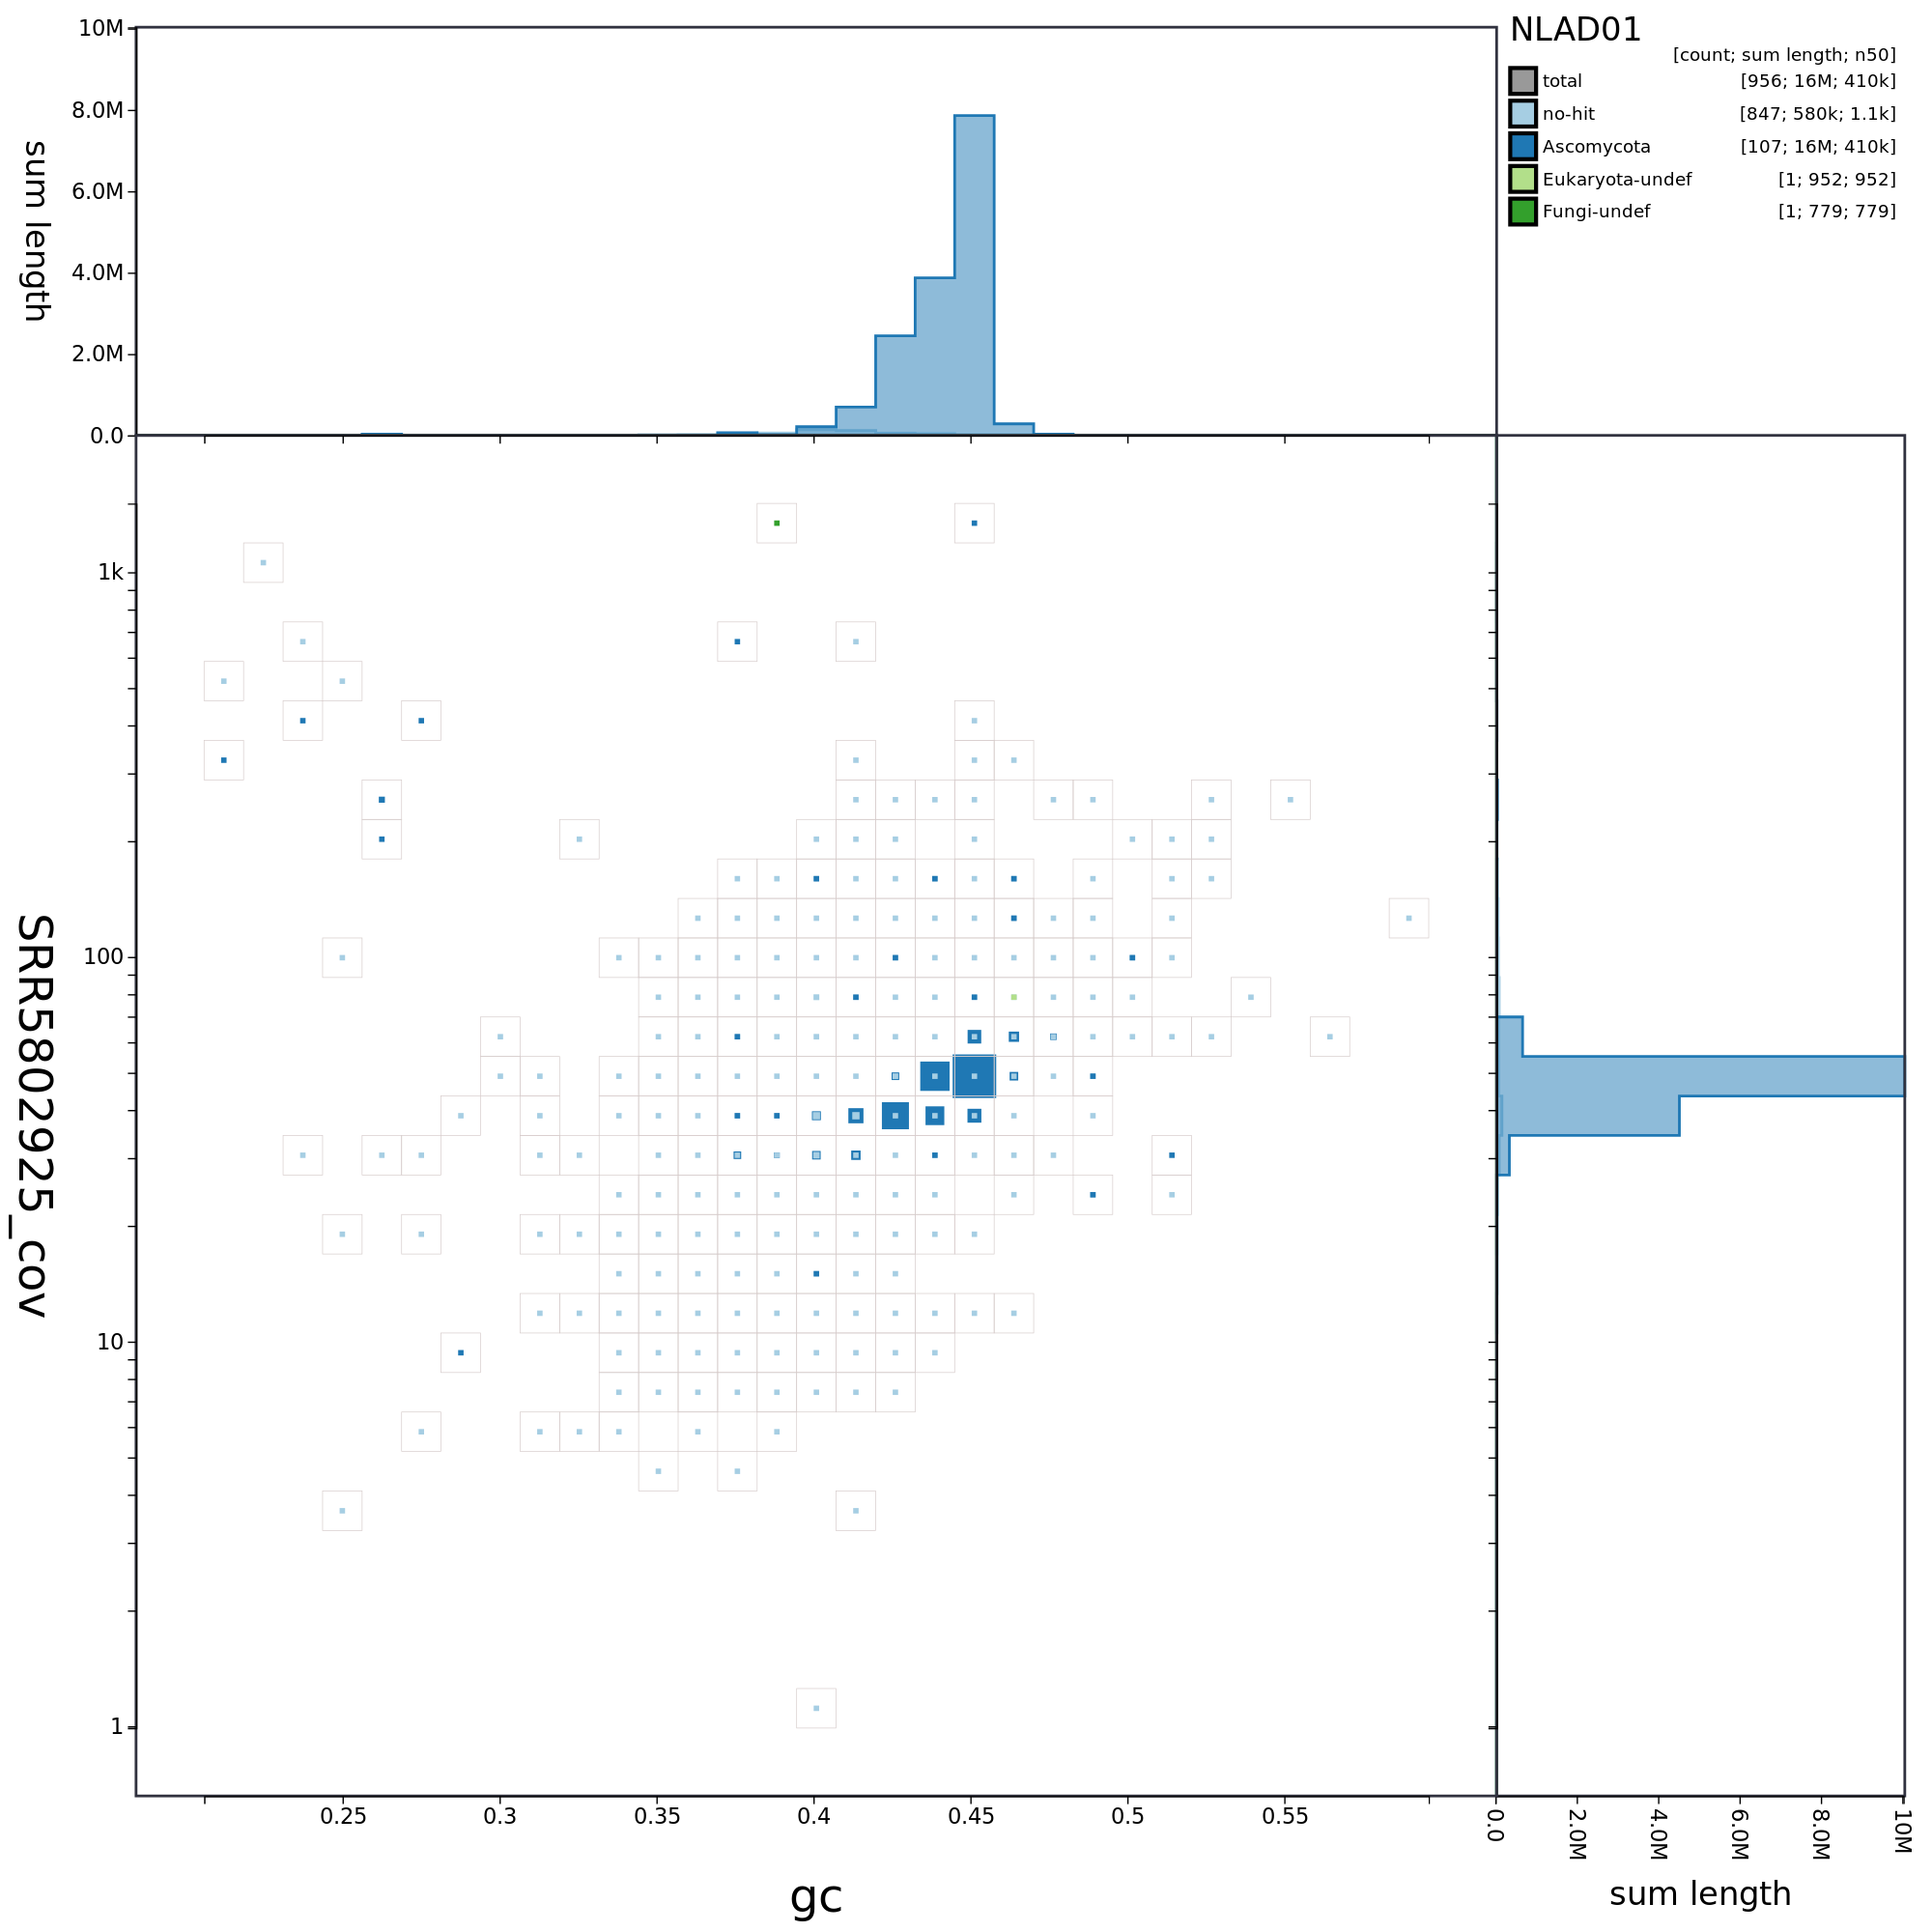 NLAD01
[count; sum length; n50]
total [956; 16M; 410k]
no-hit [847; 580k; 1.1k]
Ascomycota [107; 16M; 410k]
Eukaryota-undef [1; 952; 952]
Fungi-undef [1; 779; 779]
10M
8.0M
6.0M
4.0M
2.0M
0.0
sum length
1k
100
10
1
SRR5802925_cov
0.25 0.3 0.35 0.4 0.45 0.5 0.55
gc
0.0 2.0M 4.0M 6.0M 8.0M 10M
sum length